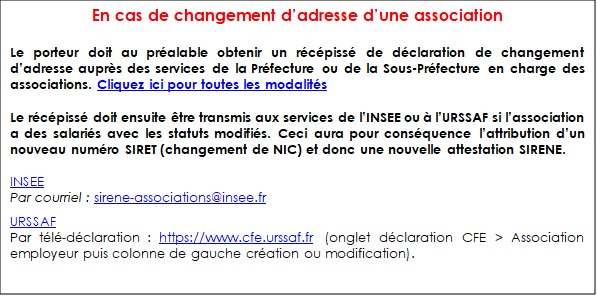 En cas de changement d'adresse d'une association
Le porteur doit au préalable obtenir un récépissé de déclaration de changement
d'adresse auprès des services de la Préfecture ou de la Sous-Préfecture en charge des
associations. Cliquez ici pour toutes les modalités
Le récépissé doit ensuite être transmis aux services de l'INSEE ou à l'URSSAF si l'association
a des salariés avec les statuts modifiés. Ceci aura pour conséquence l'attribution d'un
nouveau numéro SIRET (changement de NIC) et donc une nouvelle attestation SIRENE.
INSEE
Par courriel : sirene-associations@insee.fr
URSSAF
Par télé-déclaration : https://www.cfe.urssaf.fr (onglet déclaration CFE > Association
employeur puis colonne de gauche création ou modification).